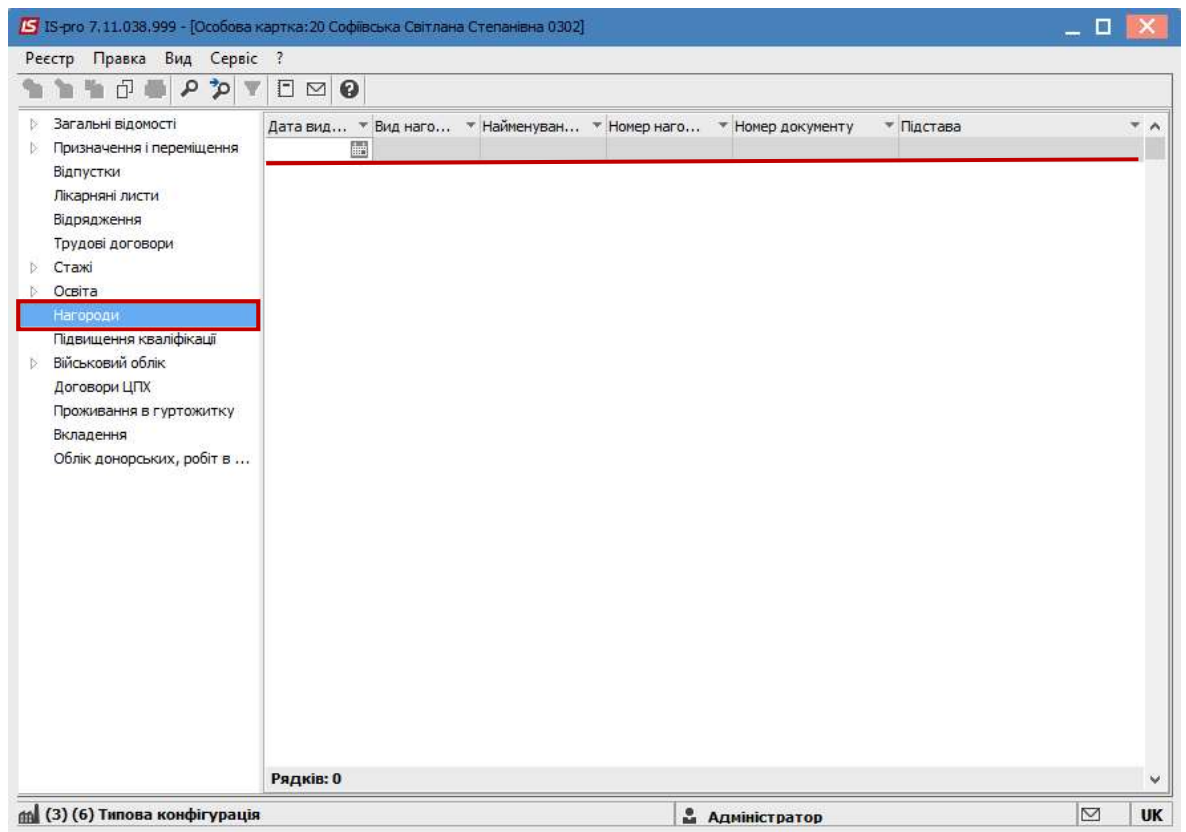 IS-pro 7.11.038.999 - [Особова картка:20 Софіївська Світлана Степанівна 0302]
Реєстр Правка Вид Сервіс ?
Загальні відомості
Призначення і переміщення
Відпустки
Лікарняні листи
Відрядження
Трудові договори
Стажі
Освіта
Нагороди
Підвищення кваліфікації
Військовий облік
Договори ЦПХ
Проживання в гуртожитку
Вкладення
Облік донорських, робіт в ...
Дата вид... Вид наго... Найменуван... Номер наго... Номер документу Підстава
Рядків: 0
(3) (6) Типова конфігурація Адміністратор UK